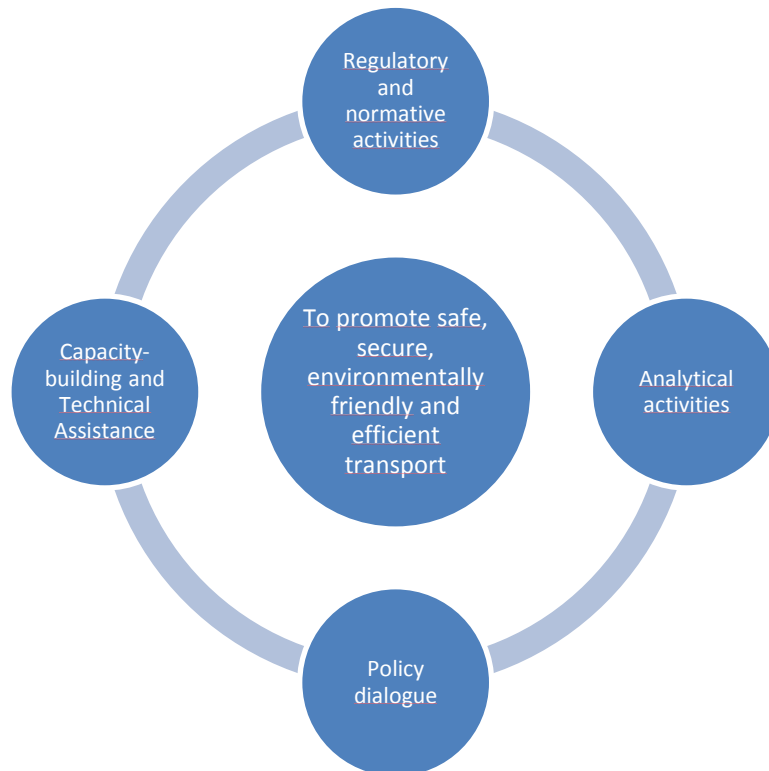 Regulatory
and
normative
activities
To promote safe,
secure,
environmentally
friendly and
efficient
transport
Capacity-
building and
Technical
Assistance
Analytical
activities
Policy
dialogue